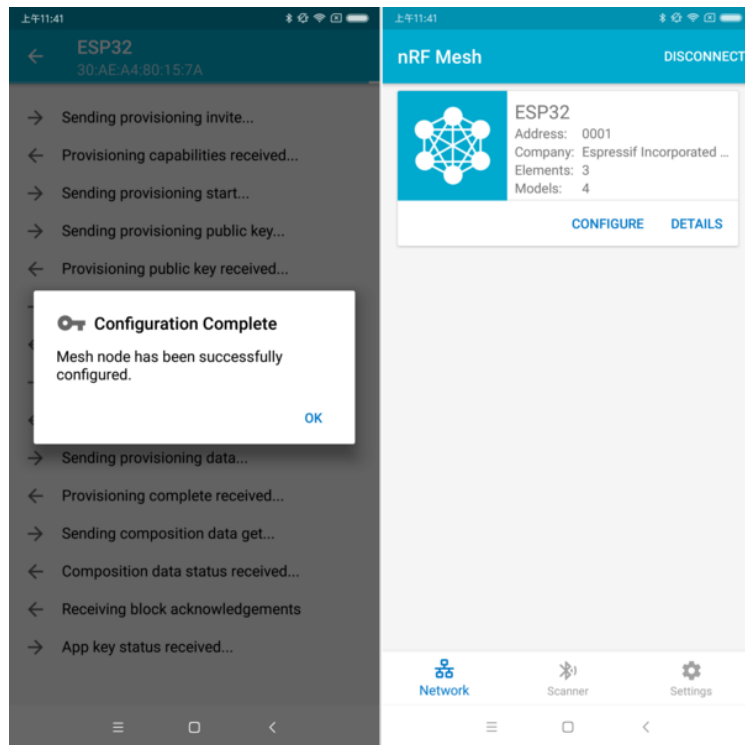 上午11:41
ESP32
30:AE:A4:80:15:7A
Sending provisioning invite...
Provisioning capabilities received...
Sending provisioning start...
Sending provisioning public key...
Provisioning public key received...
Configuration Complete
Mesh node has been successfully
configured.
OK
Sending provisioning data...
Provisioning complete received...
Sending composition data get...
Composition data status received...
Receiving block acknowledgements
App key status received...
上午11:41
nRF Mesh
DISCONNECT
ESP32
Address: 0001
Company: Espressif Incorporated ...
Elements: 3
Models: 4
CONFIGURE DETAILS
Network Scanner Settings